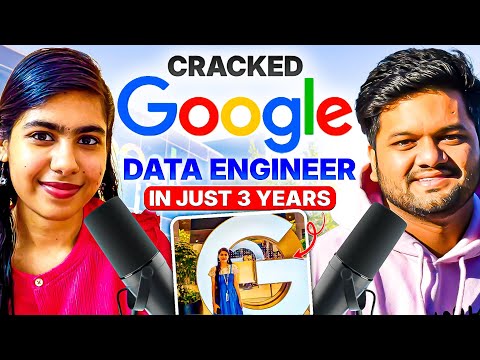 CRACKED
Google
DATA ENGINEER
IN JUST 3 YEARS
G